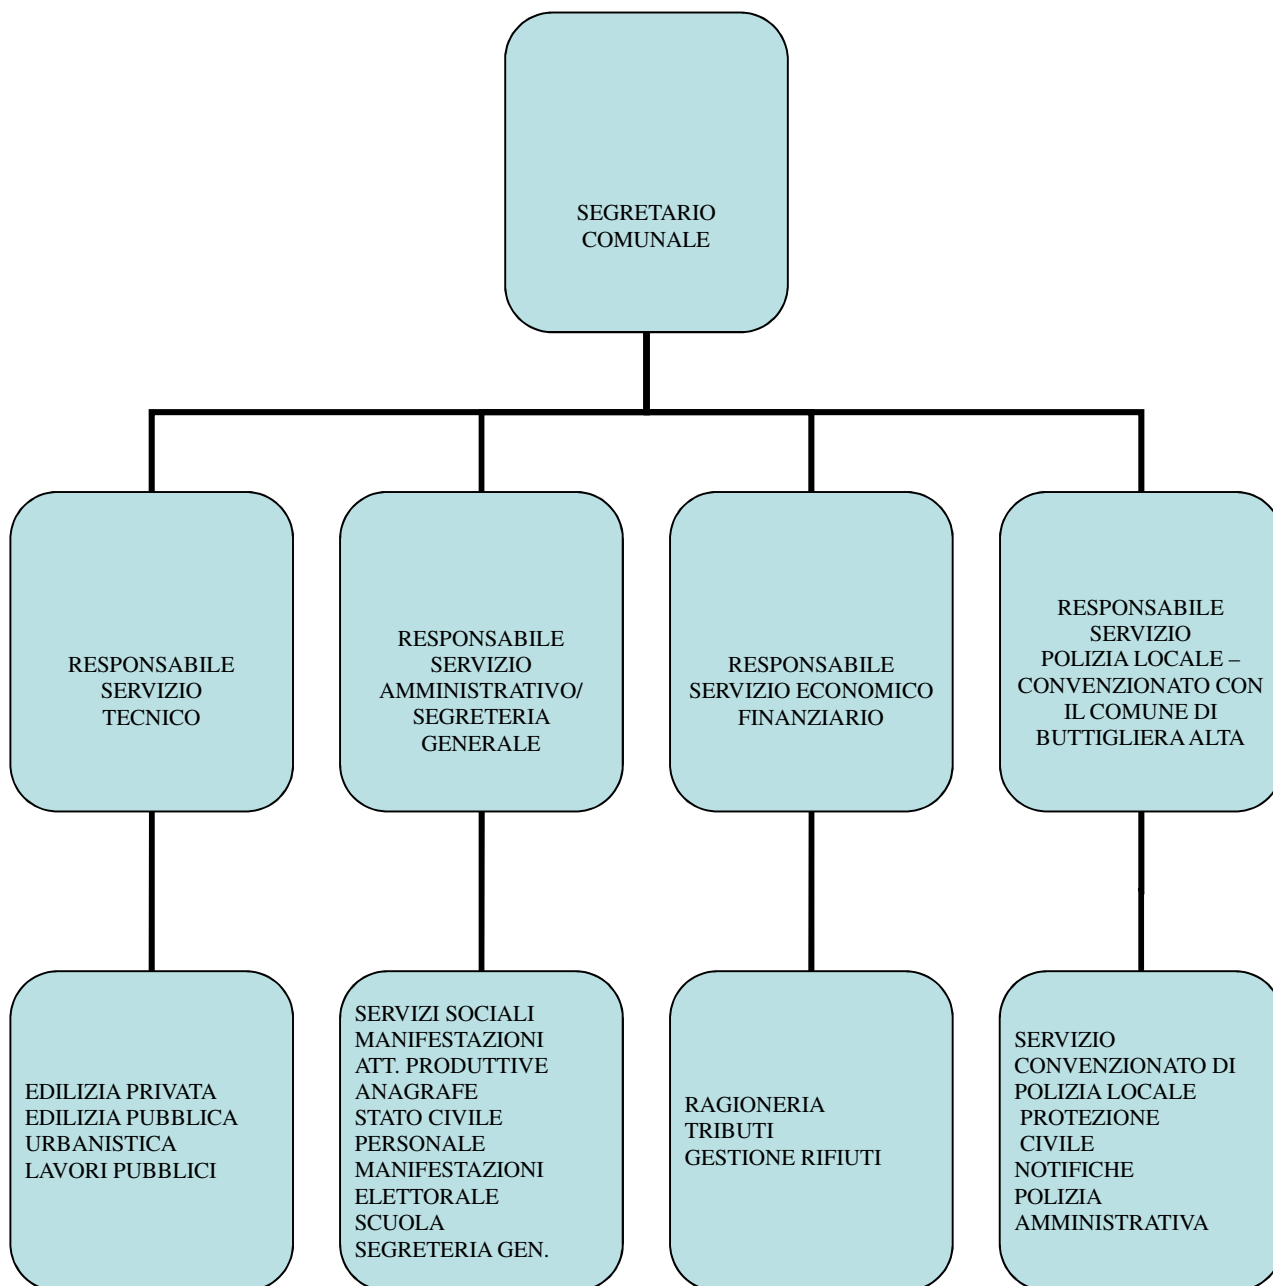 SEGRETARIO
COMUNALE
RESPONSABILE
SERVIZIO
TECNICO
RESPONSABILE
SERVIZIO
AMMINISTRATIVO/
SEGRETERIA
GENERALE
RESPONSABILE
SERVIZIO ECONOMICO
FINANZIARIO
RESPONSABILE
SERVIZIO
POLIZIA LOCALE –
CONVENZIONATO CON
IL COMUNE DI
BUTTIGLIERA ALTA
EDILIZIA PRIVATA
EDILIZIA PUBBLICA
URBANISTICA
LAVORI PUBBLICI
SERVIZI SOCIALI
MANIFESTAZIONI
ATT. PRODUTTIVE
ANAGRAFE
STATO CIVILE
PERSONALE
MANIFESTAZIONI
ELETTORALE
SCUOLA
SEGRETERIA GEN.
RAGIONERIA
TRIBUTI
GESTIONE RIFIUTI
SERVIZIO
CONVENZIONATO DI
POLIZIA LOCALE
PROTEZIONE
CIVILE
NOTIFICHE
POLIZIA
AMMINISTRATIVA